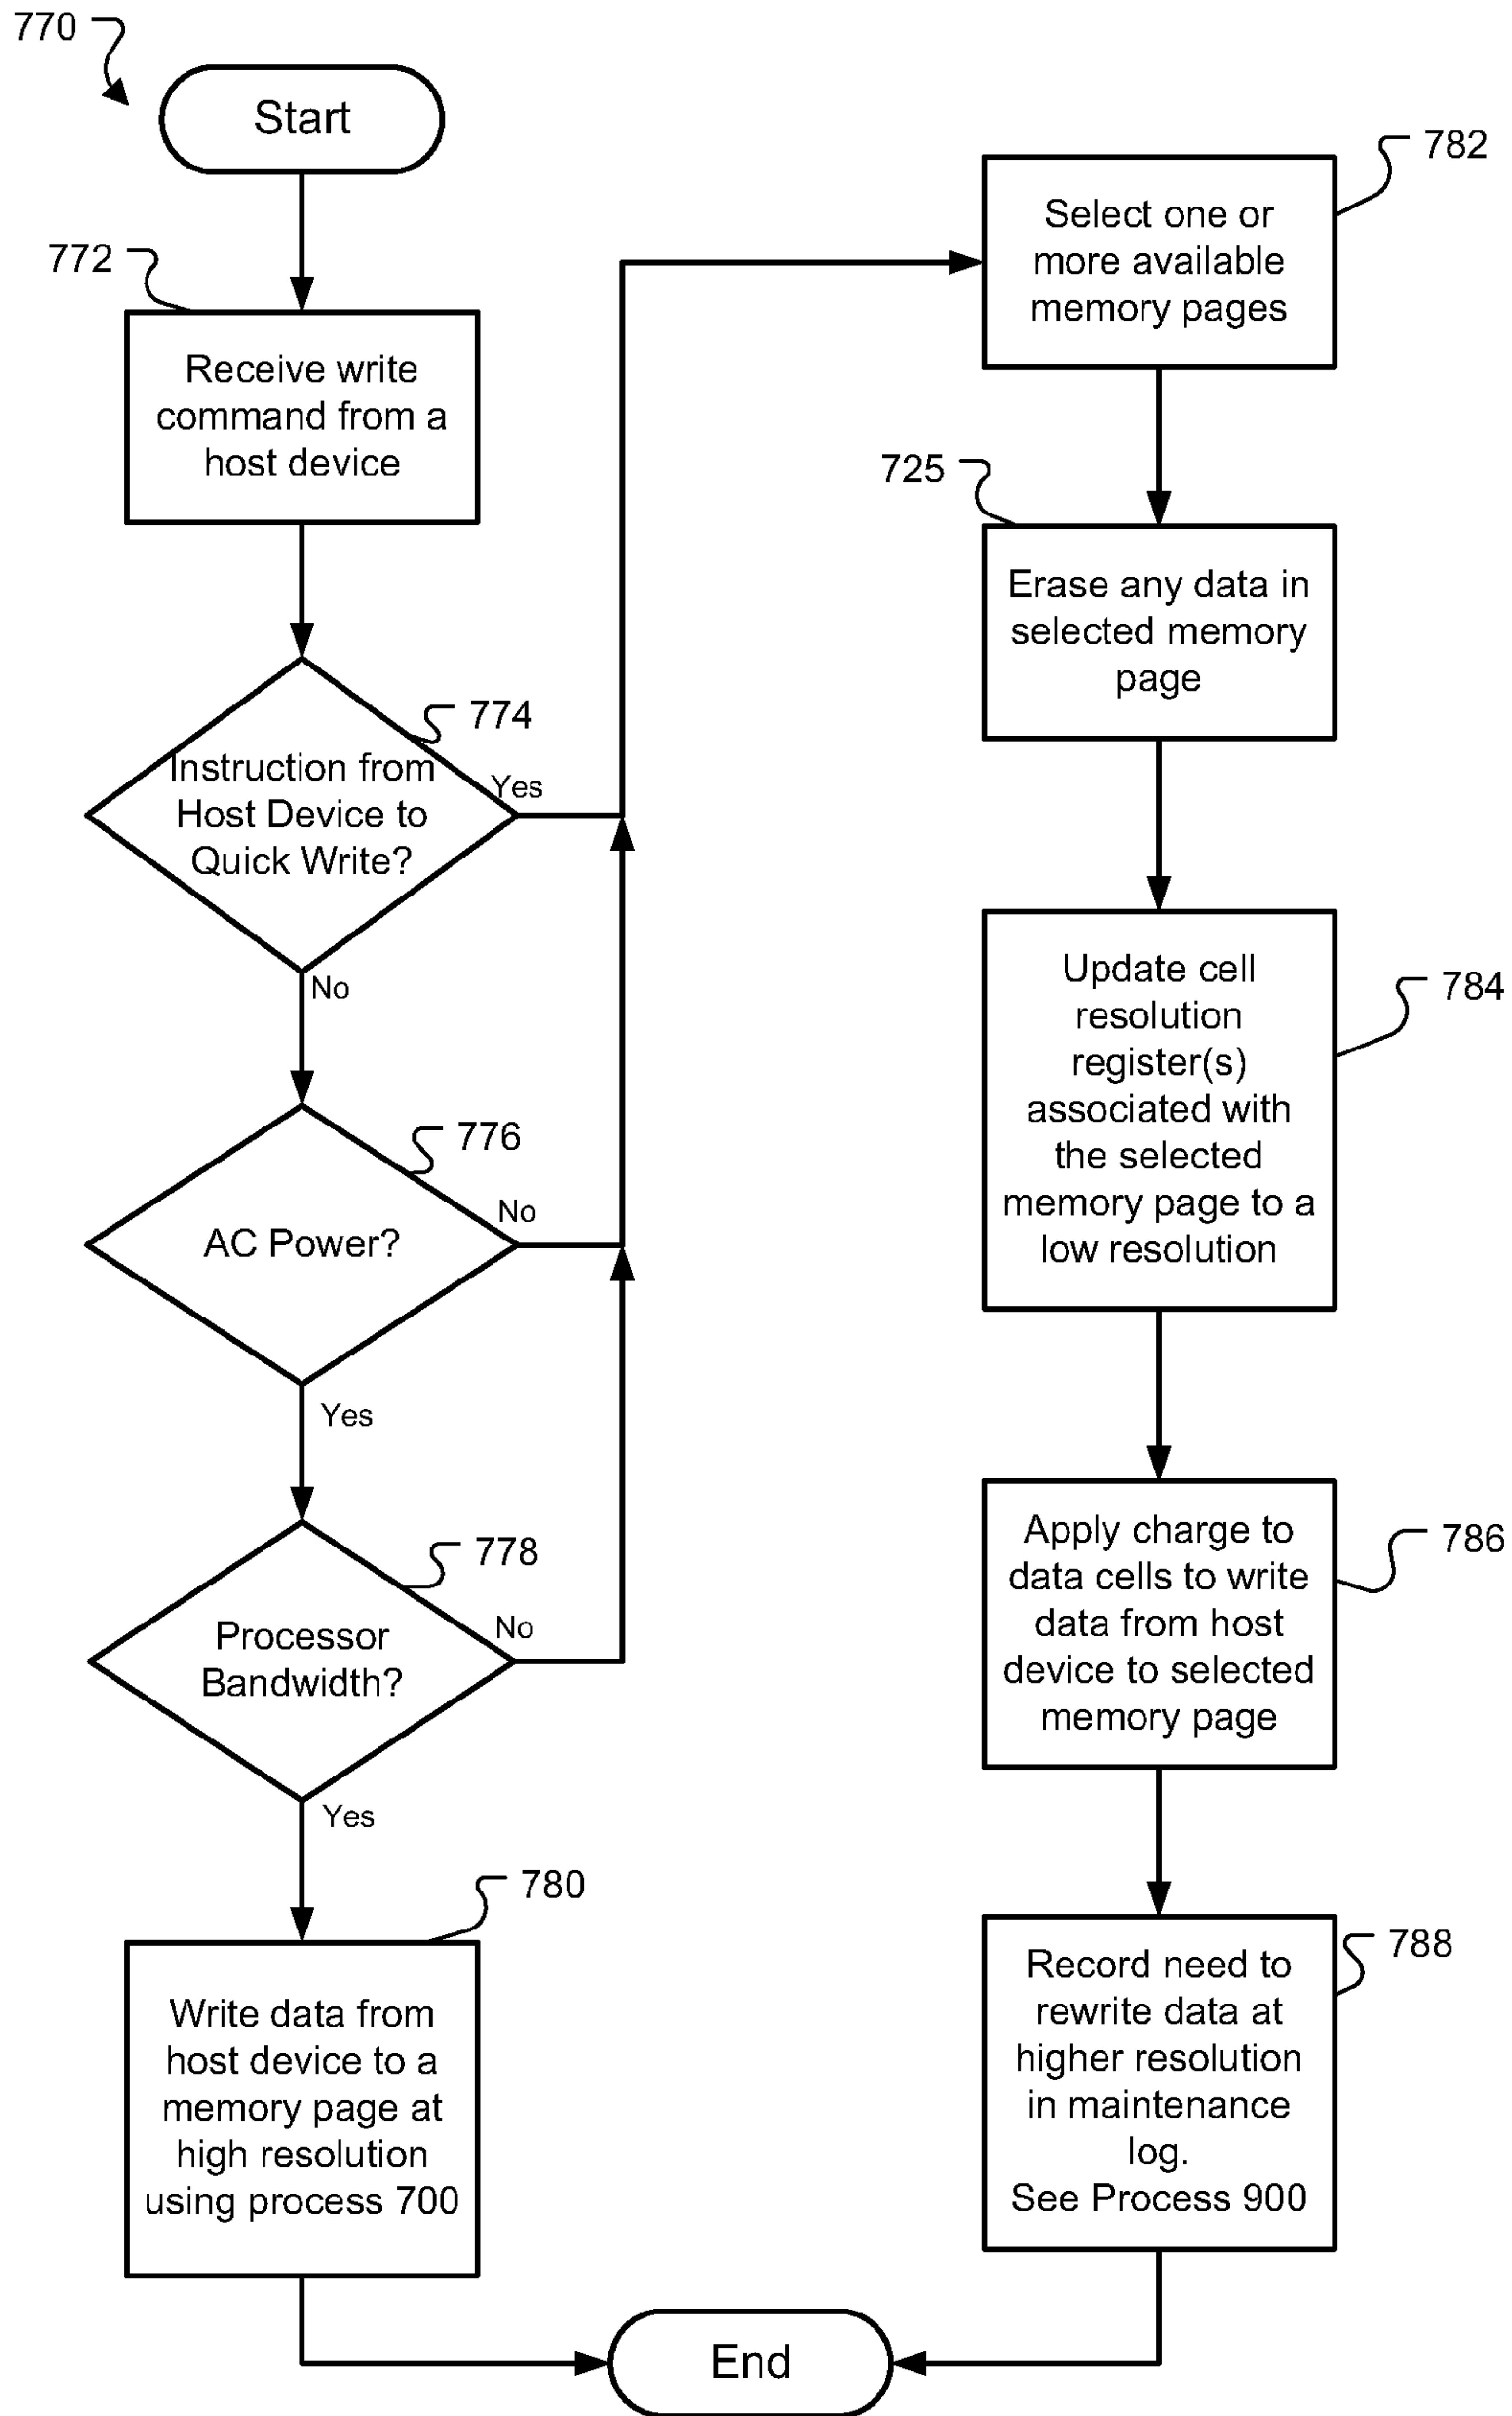 770
Start
772
Receive write
command from a
host device
774
Instruction from
Host Device to
Quick Write?
Yes
No
776
AC Power?
No
Yes
778
Processor
Bandwidth?
No
Yes
780
Write data from
host device to a
memory page at
high resolution
using process 700
782
Select one or
more available
memory pages
725
Erase any data in
selected memory
page
784
Update cell
resolution
register(s)
associated with
the selected
memory page to a
low resolution
786
Apply charge to
data cells to write
data from host
device to selected
memory page
788
Record need to
rewrite data at
higher resolution
in maintenance
log.
See Process 900
End